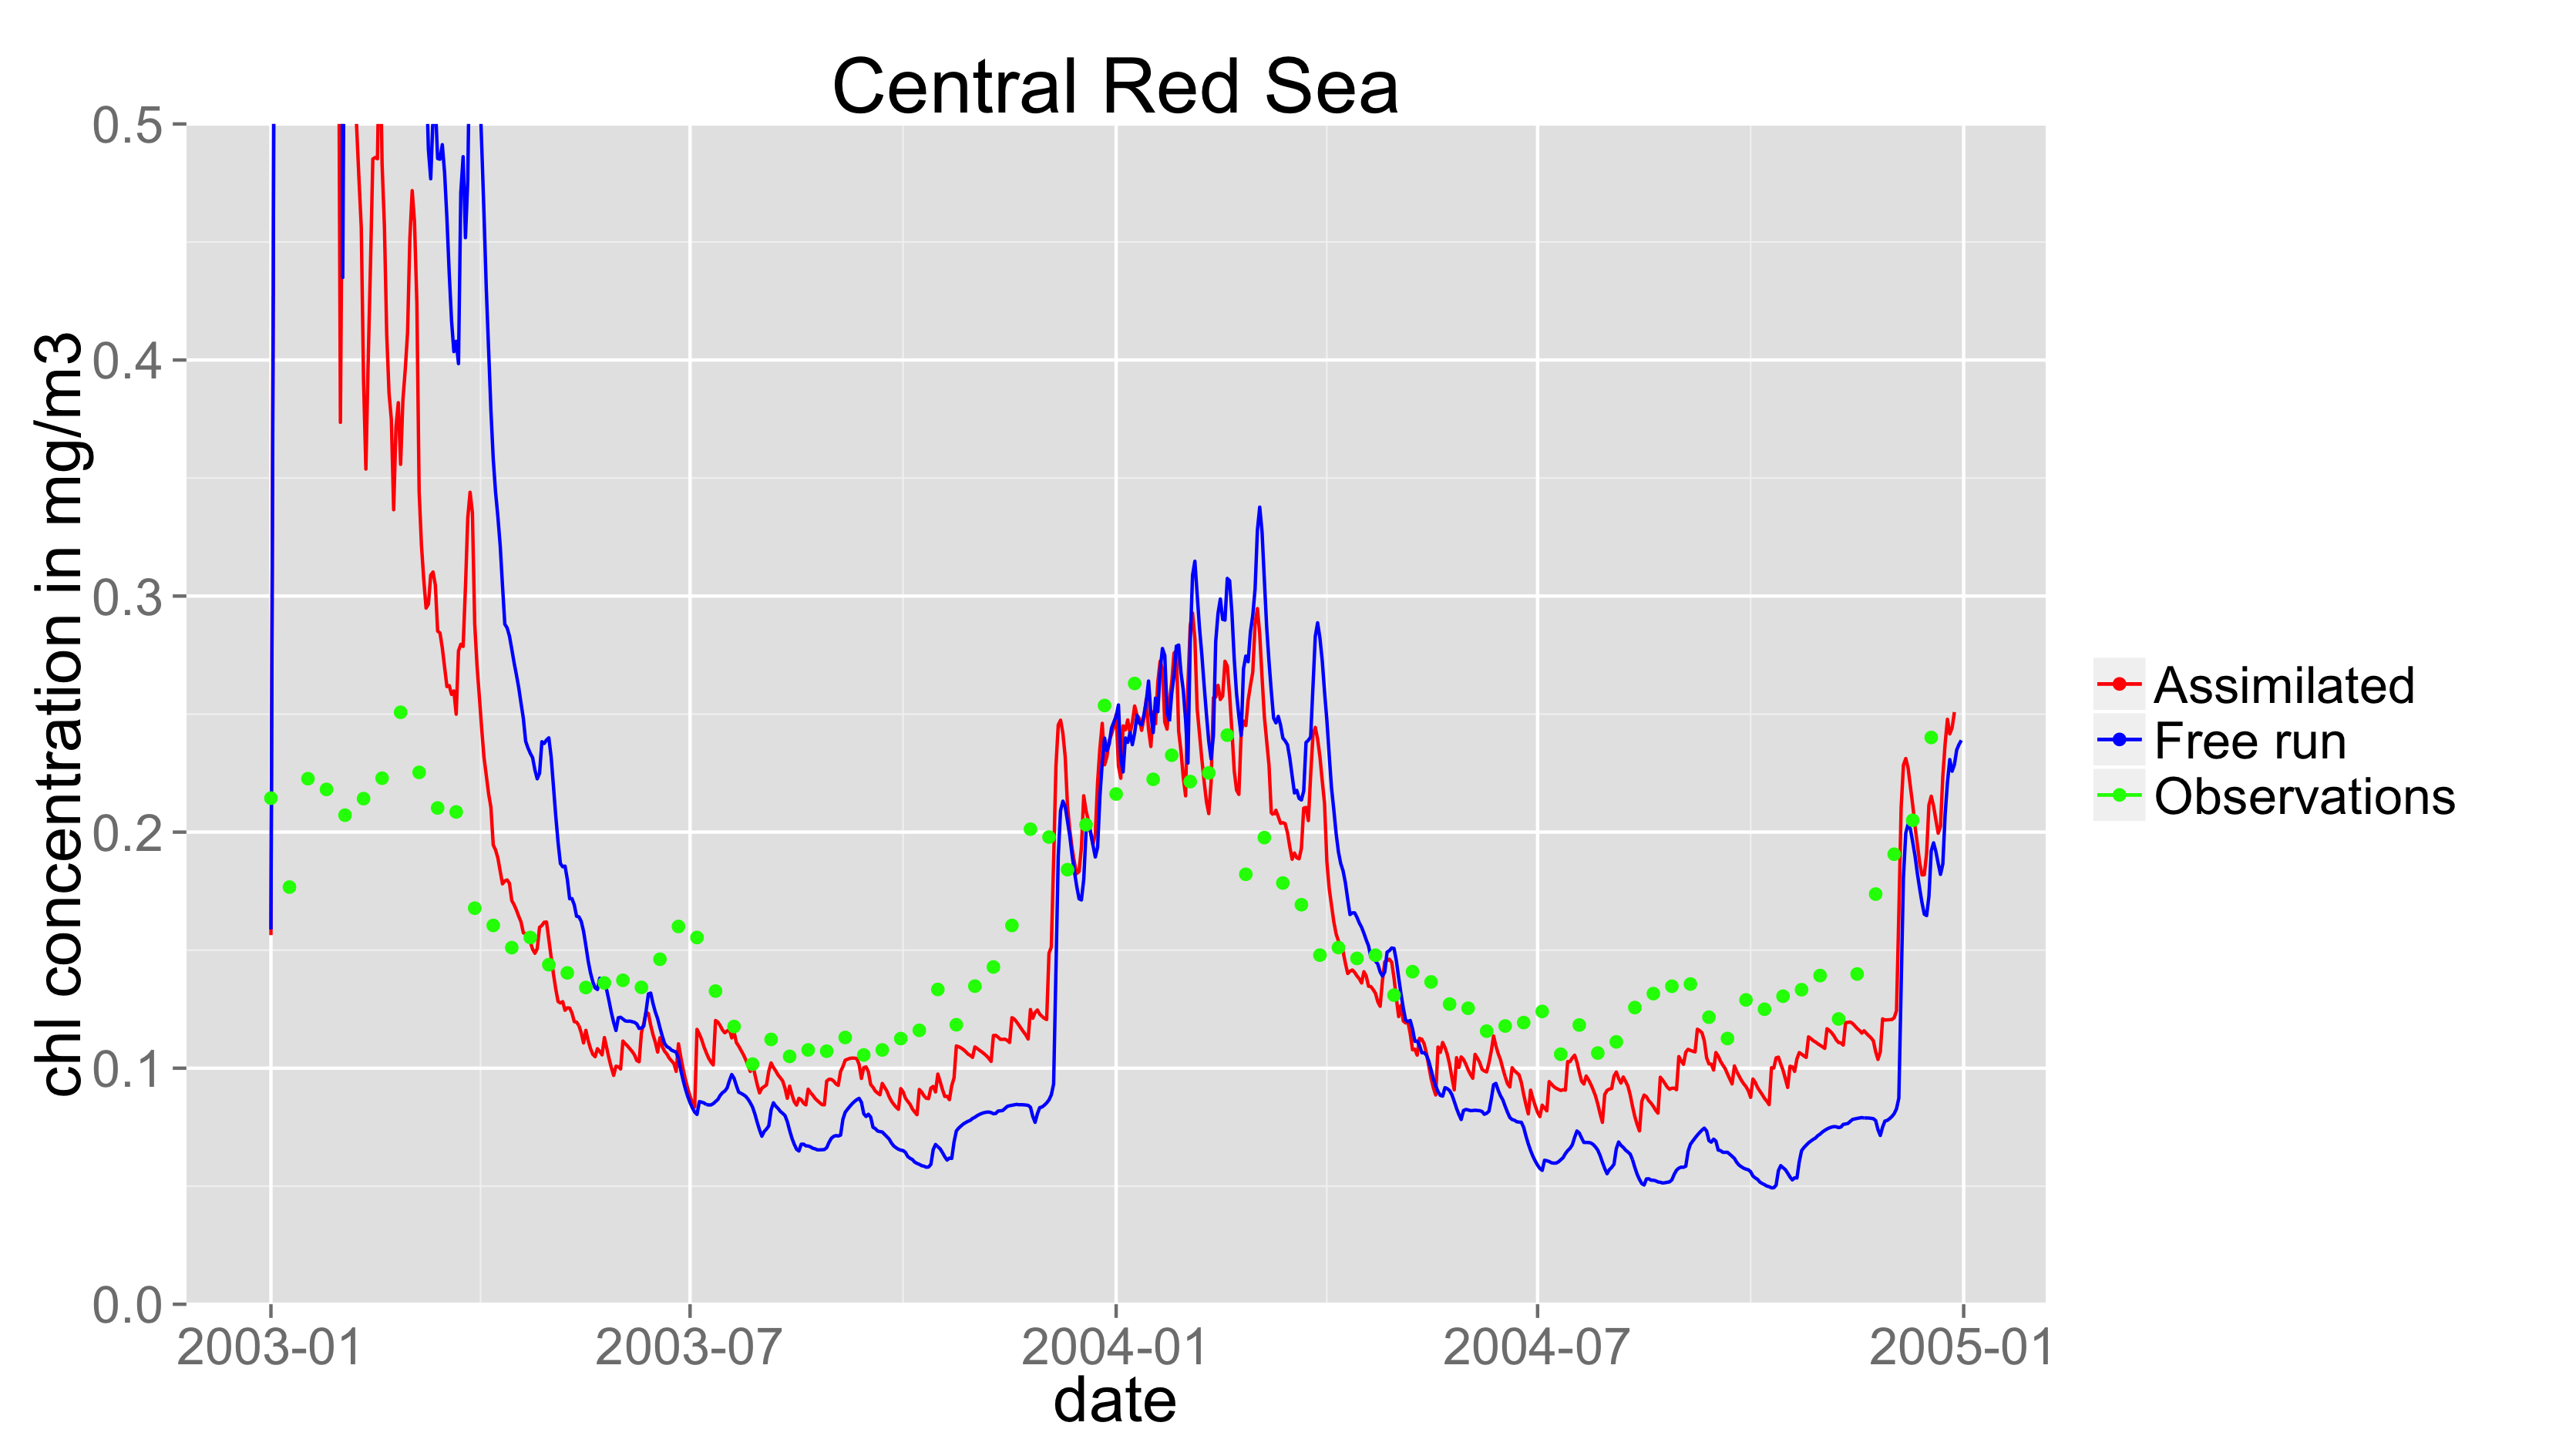 Central Red Sea
chl concentration in mg/m3
0.5
0.4
0.3
0.2
0.1
0.0
2003-01 2003-07 2004-01 2004-07 2005-01
date
Assimilated
Free run
Observations